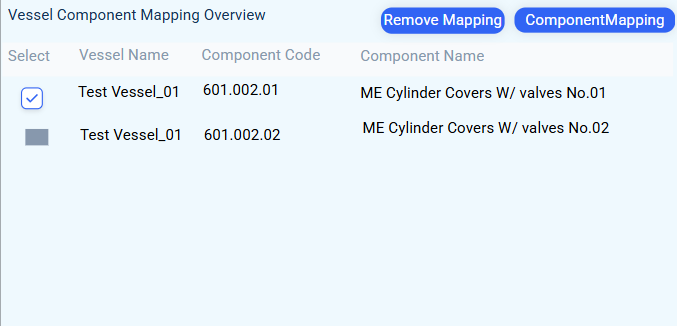 Vessel Component Mapping Overview Remove Mapping ComponentMapping
Select Vessel Name Component Code Component Name
Test Vessel_01 601.002.01 ME Cylinder Covers W/ valves No.01
Test Vessel_01 601.002.02 ME Cylinder Covers W/ valves No.02